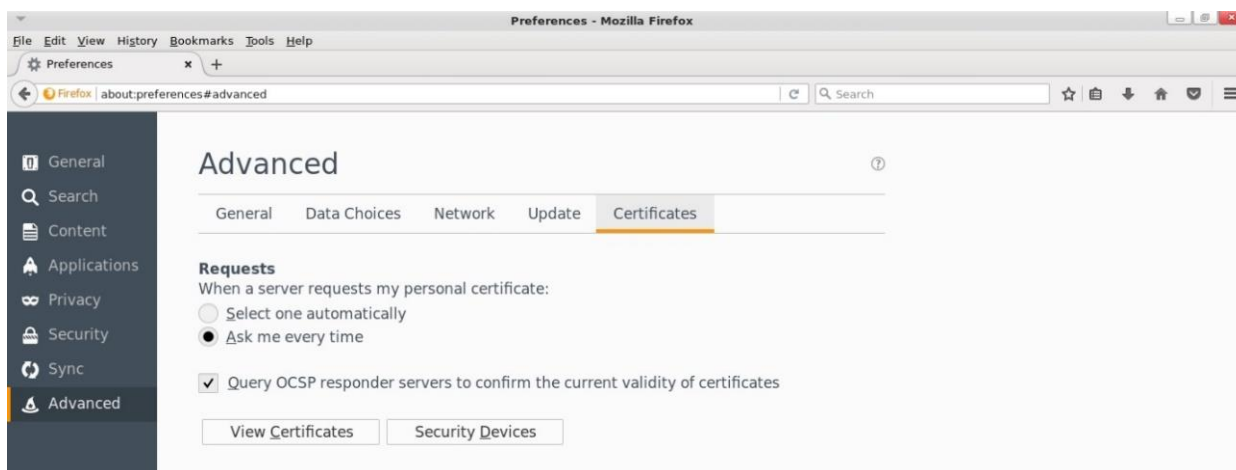 Preferences - Mozilla Firefox
File Edit View History Bookmarks Tools Help
Preferences
Firefox about:preferences#advanced Search
General
Search
Content
Applications
Privacy
Security
Sync
Advanced
Advanced
General Data Choices Network Update Certificates
Requests
When a server requests my personal certificate:
Select one automatically
Ask me every time
Query OCSP responder servers to confirm the current validity of certificates
View Certificates Security Devices